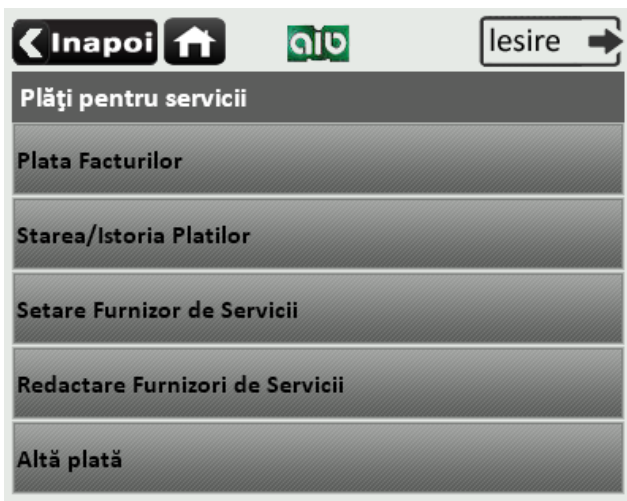 Inapoi
aib
Iesire
Plăţi pentru servicii
Plata Facturilor
Starea/Istoria Platilor
Setare Furnizor de Servicii
Redactare Furnizori de Servicii
Altă plată